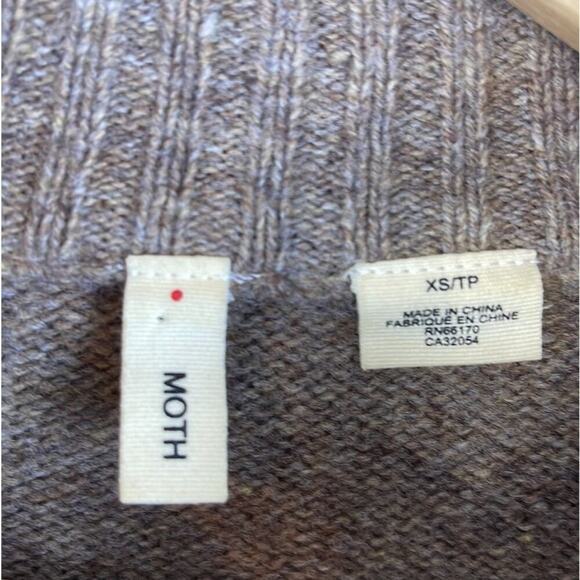 MOTH
XS/TP
MADE IN CHINA
FABRIQUE EN CHINE
RN66170
CA32054